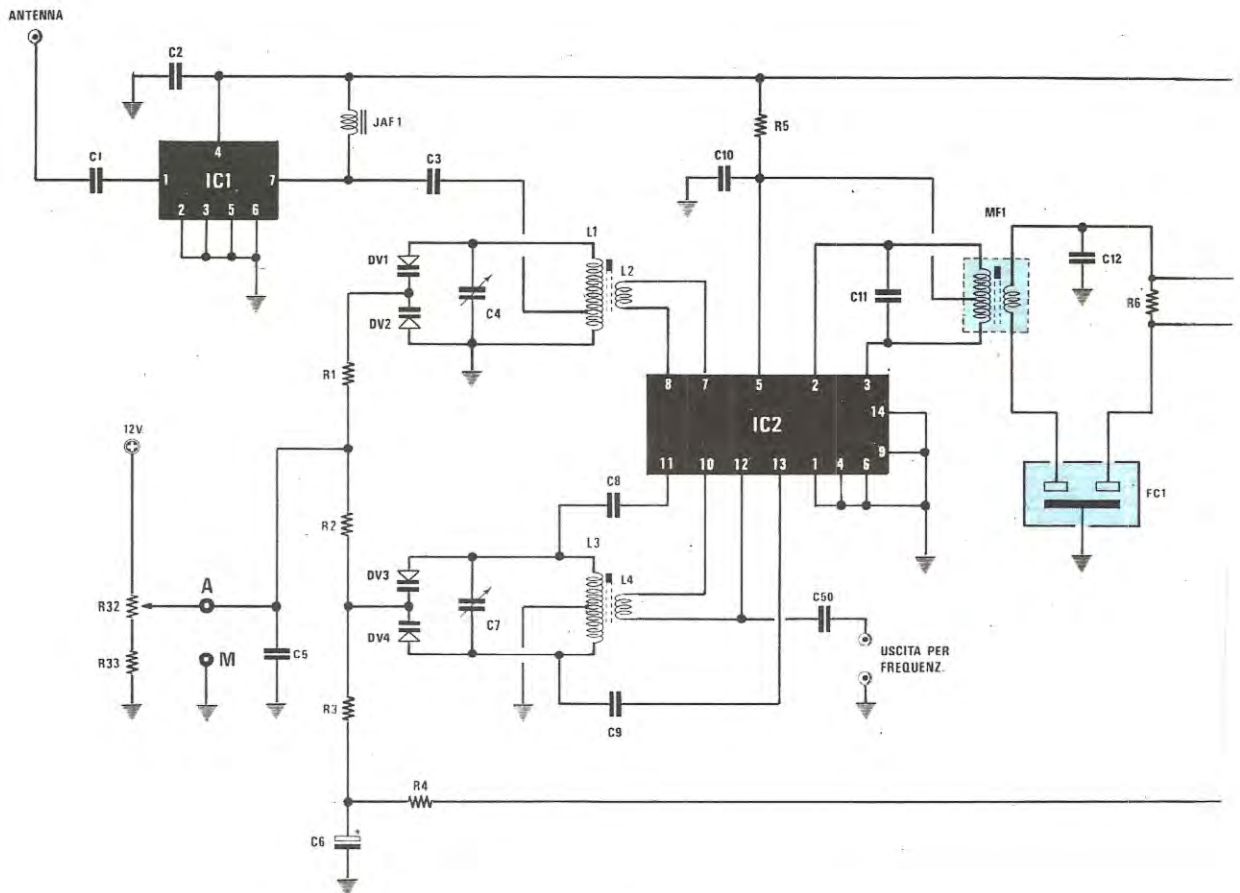 ANTENNA
C2
JAF1
R5
C1
4
1
IC1
7
2
3
5
6
C3
C10
MF1
L1
DV1
L2
C12
C11
R6
DV2
C4
R1
8
7
5
2
3
12V.
IC2
14
9
11
10
12
13
1
4
6
C8
FC1
R2
L3
DV3
L4
A
R32
C7
C50
DV4
M
C5
USCITA PER
FREQUENZ.
R33
R3
C9
R4
C6
+